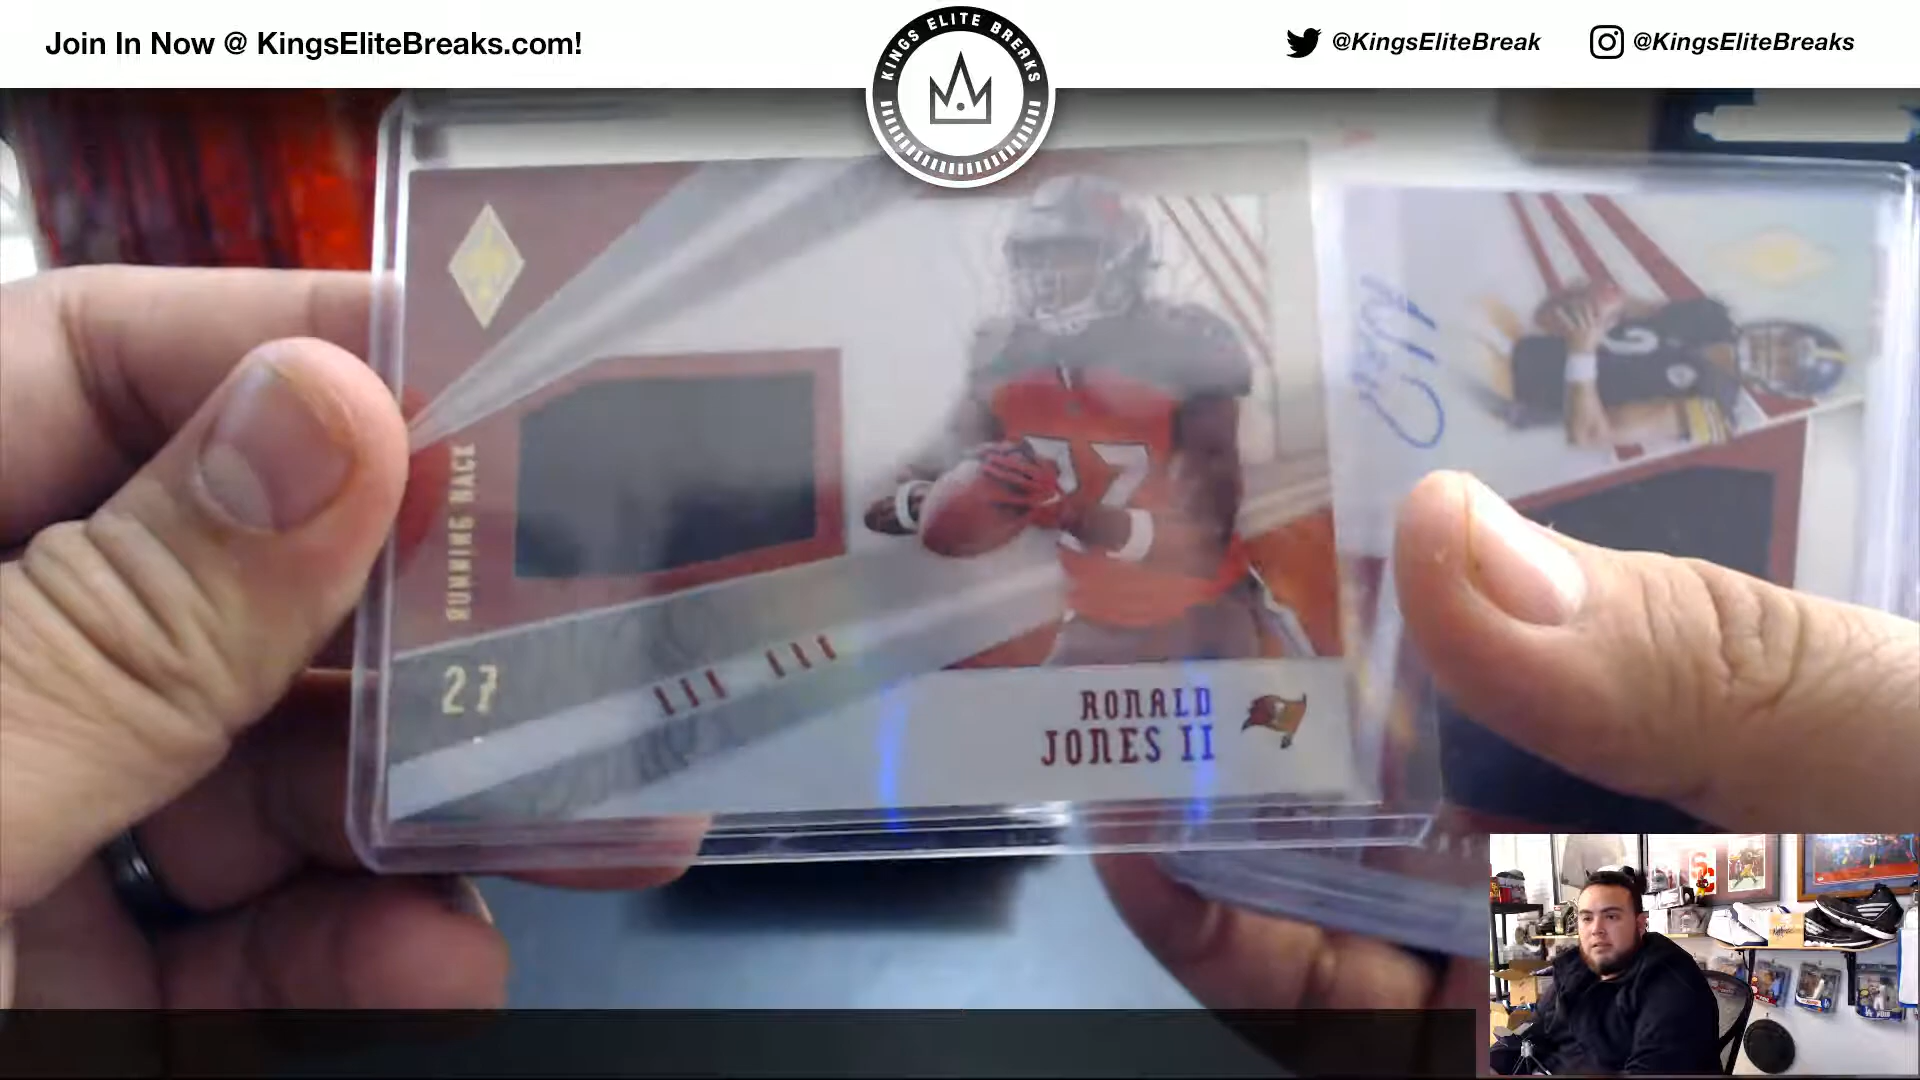 Join In Now @ KingsEliteBreaks.com!
KINGS ELITE BREAKS
@KingsEliteBreak
@KingsEliteBreaks
RUNNING BACK
27
RONALD
JONES II